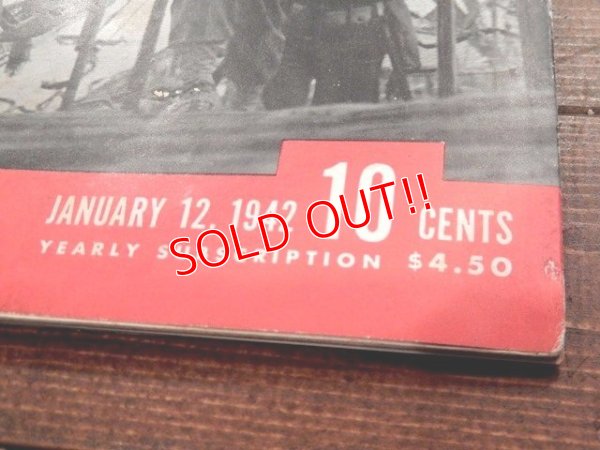 JANUARY 12, 1942 10 CENTS
SOLD OUT!!
YEARLY SUBSCRIPTION $4.50